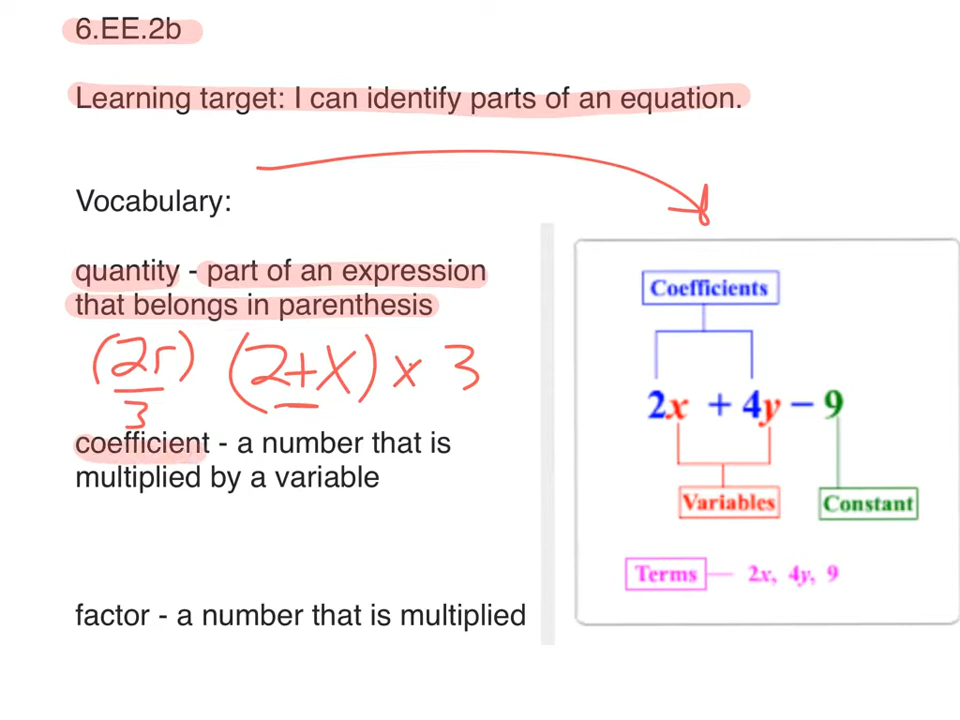 6.EE.2b
Learning target: I can identify parts of an equation.
Vocabulary:
quantity - part of an expression
that belongs in parenthesis
(2r) (2+x) x 3
3
coefficient - a number that is
multiplied by a variable
factor - a number that is multiplied
Coefficients
2x + 4y − 9
Variables Constant
Terms — 2x, 4y, 9